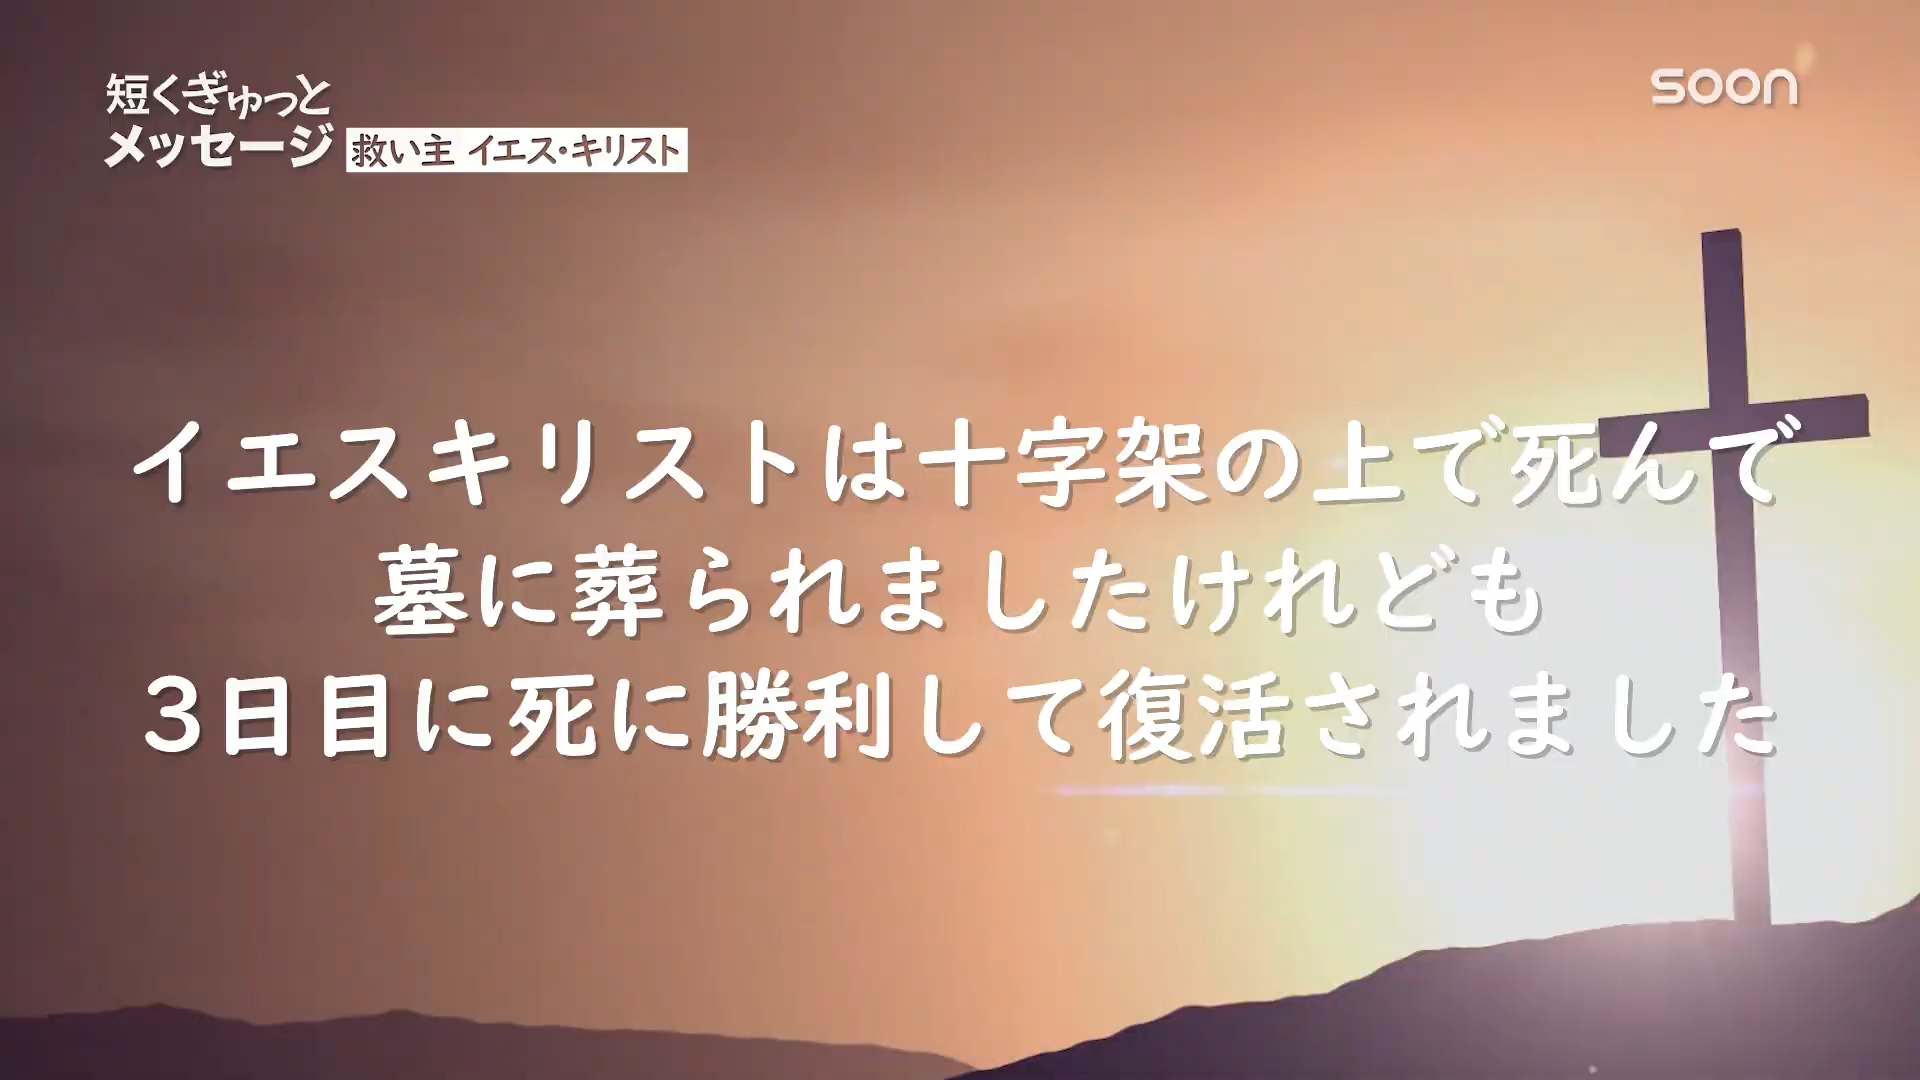 短くぎゅっと
メッセージ
救い主 イエス・キリスト
soon
イエスキリストは十字架の上で死んで
墓に葬られましたけれども
3日目に死に勝利して復活されました